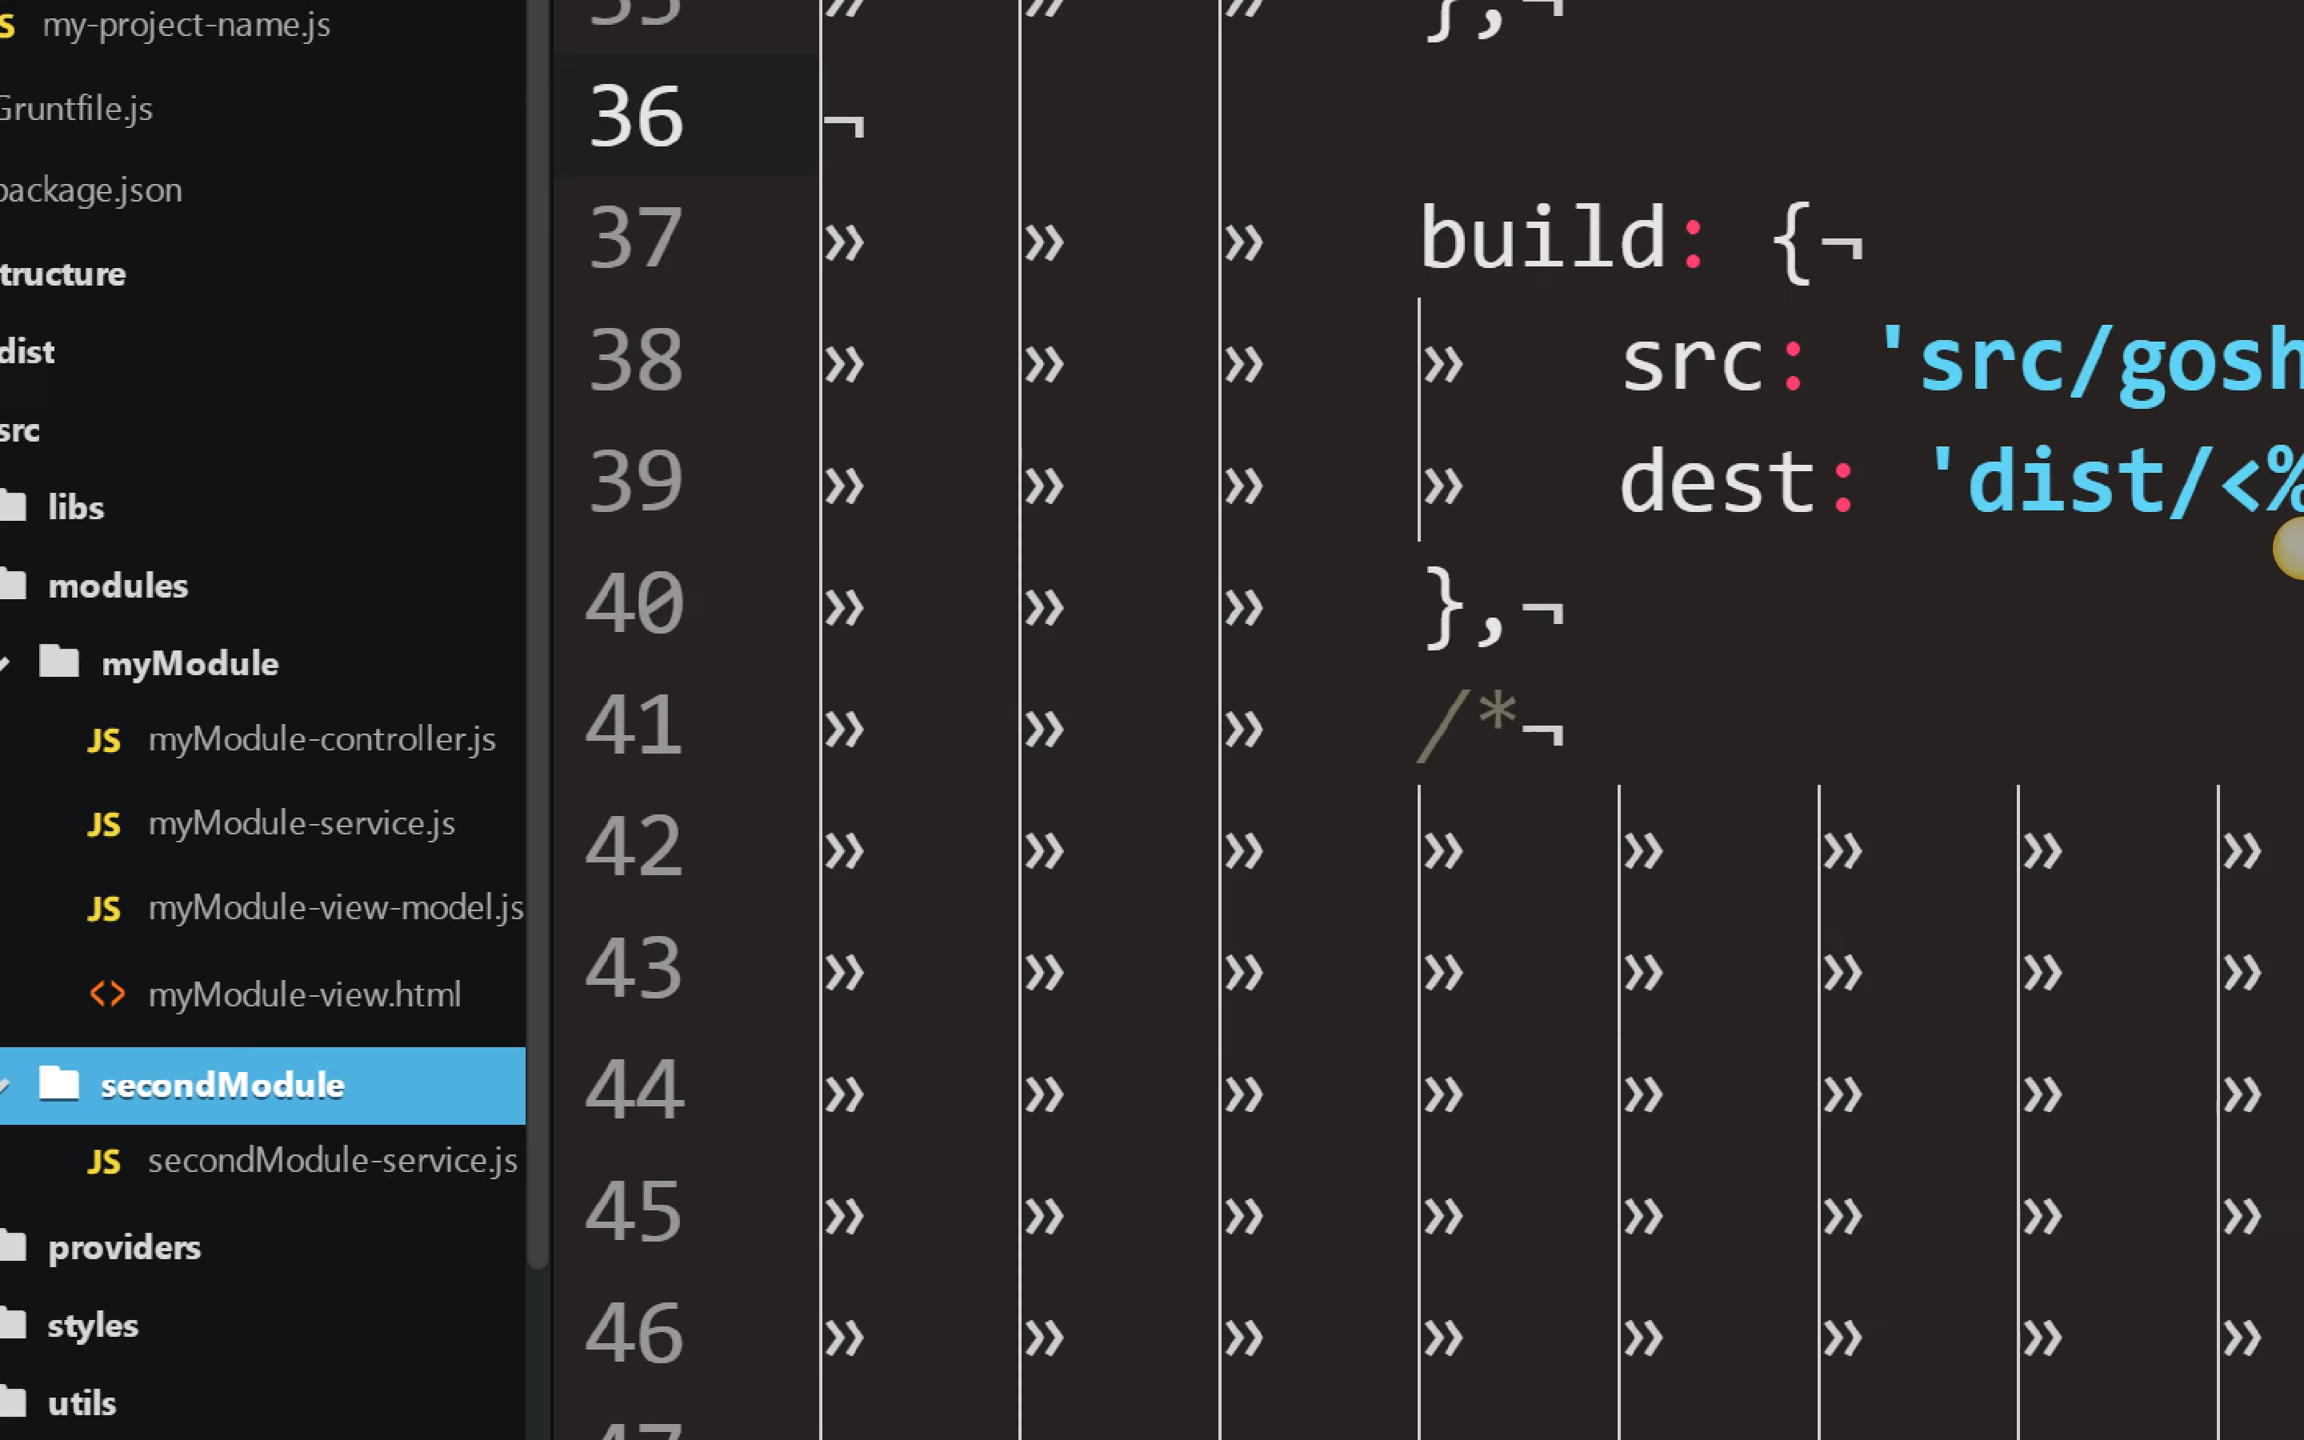 my-project-name.js
Gruntfile.js
package.json
tructure
dist
src
libs
modules
myModule
JS myModule-controller.js
JS myModule-service.js
JS myModule-view-model.js
<> myModule-view.html
secondModule
JS secondModule-service.js
providers
styles
utils
35 » » » },¬
36 ¬
37 » » » build: {¬
38 » » » » src: 'src/gosh
39 » » » » dest: 'dist/<%
40 » » » },¬
41 » » » /*¬
42 » » » » » » » »
43 » » » » » » » »
44 » » » » » » » »
45 » » » » » » » »
46 » » » » » » » »
47